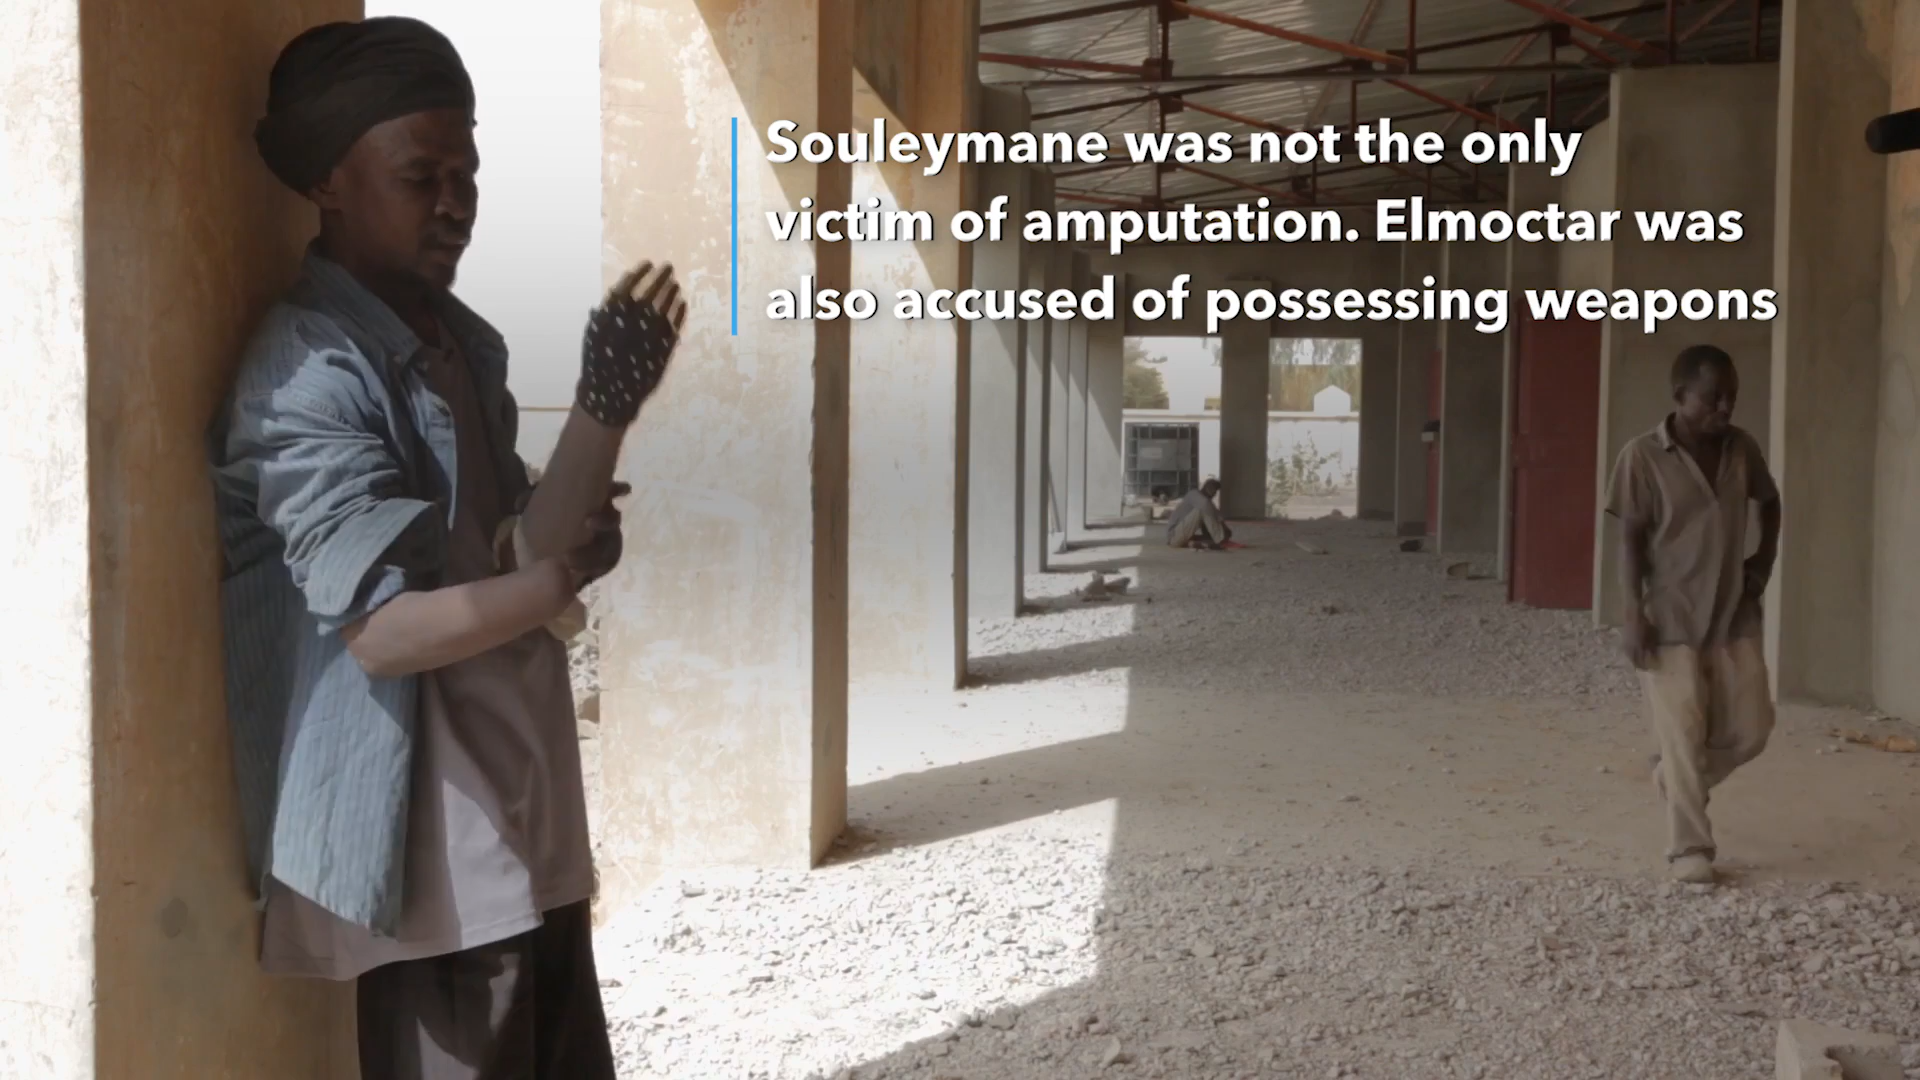 Souleymane was not the only
victim of amputation. Elmoctar was
also accused of possessing weapons